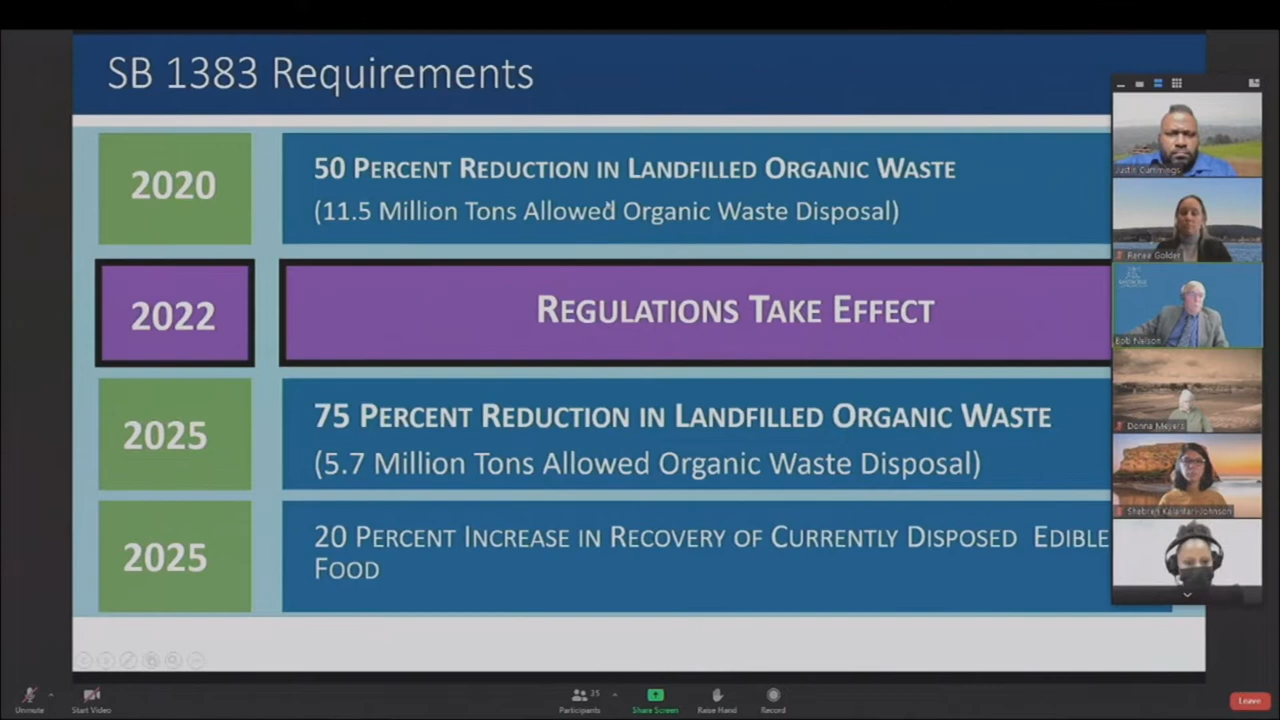 SB 1383 Requirements
2020
50 PERCENT REDUCTION IN LANDFILLED ORGANIC WASTE
(11.5 Million Tons Allowed Organic Waste Disposal)
2022
REGULATIONS TAKE EFFECT
2025
75 PERCENT REDUCTION IN LANDFILLED ORGANIC WASTE
(5.7 Million Tons Allowed Organic Waste Disposal)
2025
20 PERCENT INCREASE IN RECOVERY OF CURRENTLY DISPOSED EDIBLE
FOOD
Justin Cummings
Renee Golder
Bob Nelson
Donna Meyers
Shebreh Kalantari-Johnson
Unmute
Start Video
Participants
Share Screen
Raise Hand
Record
Leave